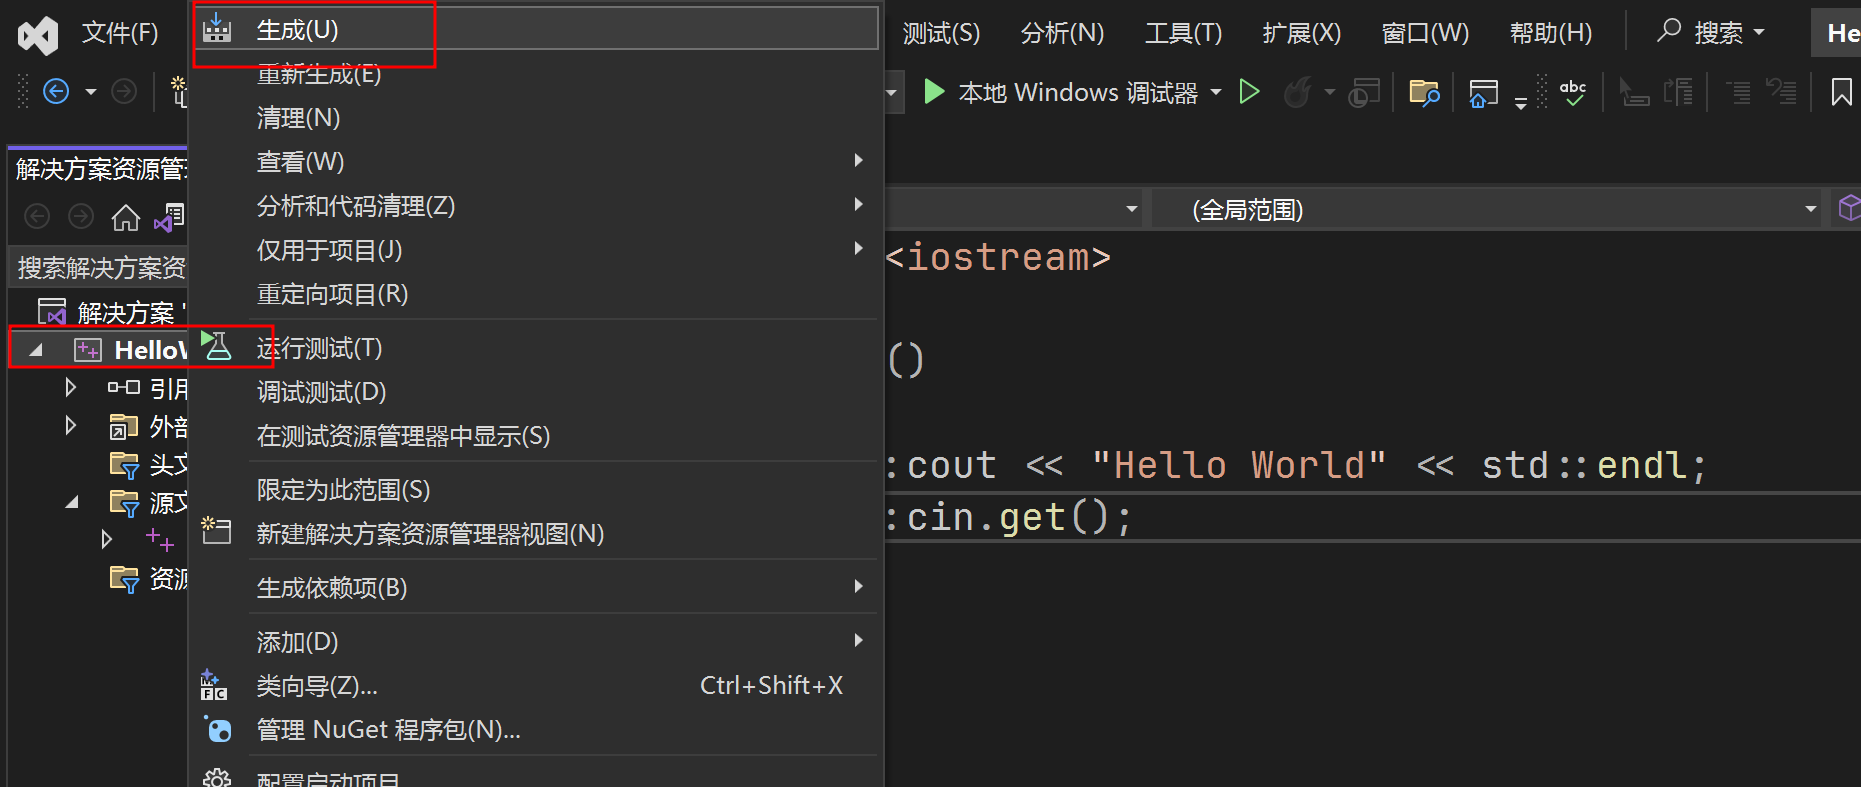 文件(F)
测试(S) 分析(N) 工具(T) 扩展(X) 窗口(W) 帮助(H) 搜索 He
本地 Windows 调试器
abc
解决方案资源管理
搜索解决方案资
解决方案 '
Hello
引用
外部
头文
源文
++
资源
生成(U)
重新生成(E)
清理(N)
查看(W)
分析和代码清理(Z)
仅用于项目(J)
重定向项目(R)
运行测试(T)
调试测试(D)
在测试资源管理器中显示(S)
限定为此范围(S)
新建解决方案资源管理器视图(N)
生成依赖项(B)
添加(D)
类向导(Z)... Ctrl+Shift+X
管理 NuGet 程序包(N)...
配置启动项目
(全局范围)
<iostream>
()
:cout << "Hello World" << std::endl;
:cin.get();